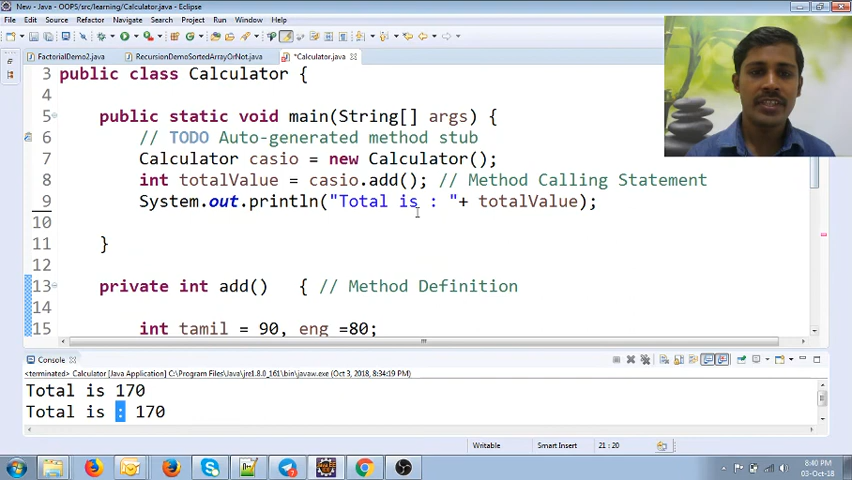 New - Java - OOPS/src/learning/Calculator.java - Eclipse
File Edit Source Refactor Navigate Search Project Run Window Help
FactorialDemo2.java RecursionDemoSortedArrayOrNot.java *Calculator.java
3 public class Calculator {
4
5 public static void main(String[] args) {
6 // TODO Auto-generated method stub
7 Calculator casio = new Calculator();
8 int totalValue = casio.add(); // Method Calling Statement
9 System.out.println("Total is : "+ totalValue);
10
11 }
12
13 private int add() { // Method Definition
14
15 int tamil = 90, eng =80;
Console
<terminated> Calculator [Java Application] C:\Program Files\Java\jre1.8.0_161\bin\javaw.exe (Oct 3, 2018, 8:34:19 PM)
Total is 170
Total is : 170
Writable Smart Insert 21 : 20
8:40 PM
03-Oct-18